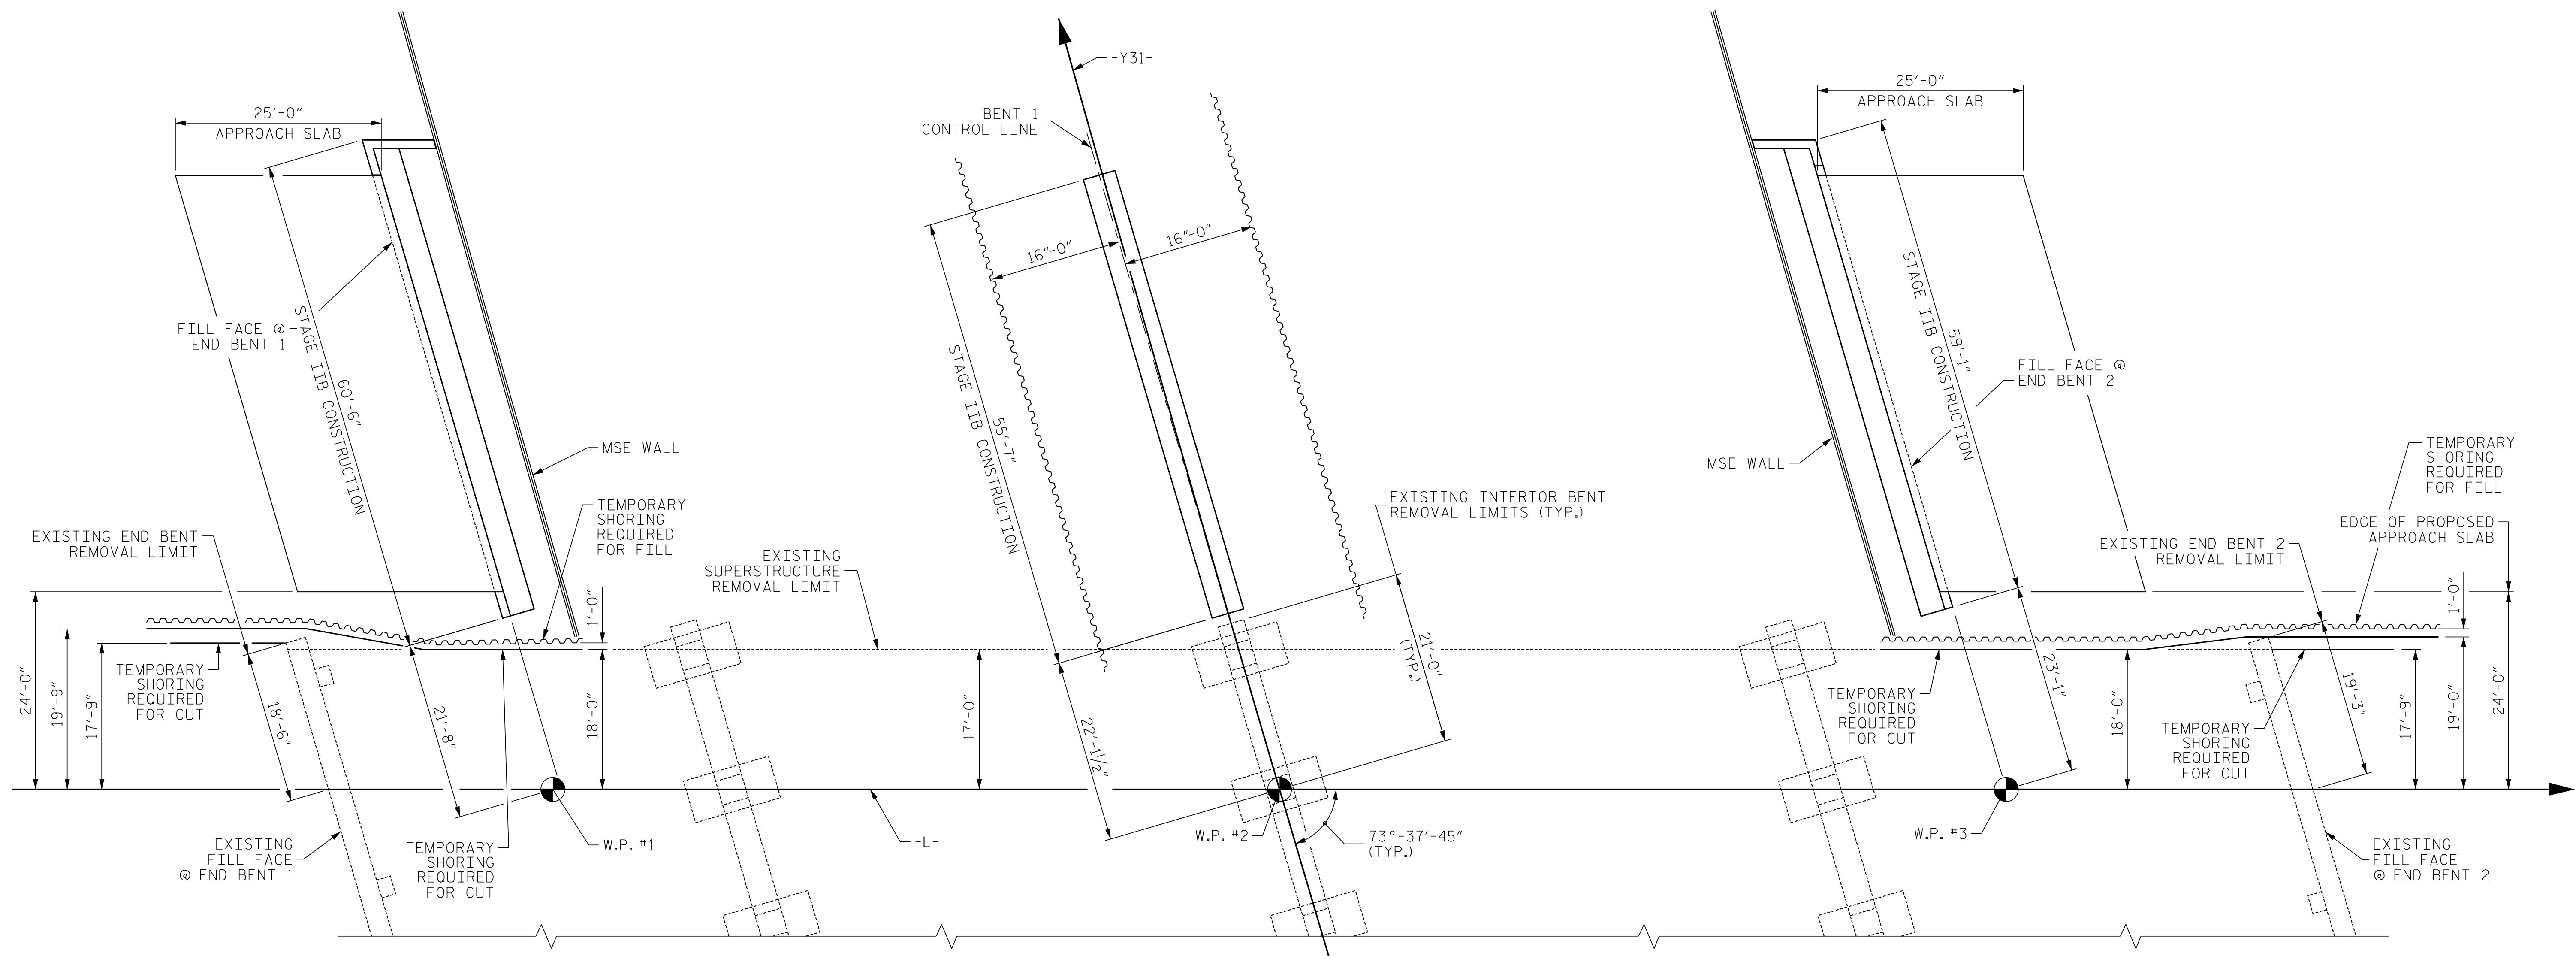 -Y31-
25'-0"
APPROACH SLAB
25'-0"
APPROACH SLAB
BENT 1
CONTROL LINE
16"-0"
16"-0"
FILL FACE @
END BENT 1
60'-6"
STAGE IIB CONSTRUCTION
55'-7"
STAGE IIB CONSTRUCTION
59'-1"
STAGE IIB CONSTRUCTION
FILL FACE @
END BENT 2
MSE WALL
MSE WALL
TEMPORARY
SHORING
REQUIRED
FOR FILL
TEMPORARY
SHORING
REQUIRED
FOR FILL
EXISTING INTERIOR BENT
REMOVAL LIMITS (TYP.)
EXISTING END BENT
REMOVAL LIMIT
EXISTING
SUPERSTRUCTURE
REMOVAL LIMIT
EDGE OF PROPOSED
APPROACH SLAB
EXISTING END BENT 2
REMOVAL LIMIT
24'-0"
19'-9"
17'-9"
TEMPORARY
SHORING
REQUIRED
FOR CUT
18'-6"
21'-8"
1'-0"
18'-0"
17'-0"
22'-1 1/2"
21'-0"
(TYP.)
TEMPORARY
SHORING
REQUIRED
FOR CUT
23'-1"
18'-0"
TEMPORARY
SHORING
REQUIRED
FOR CUT
19'-3"
17'-9"
1'-0"
19'-0"
24'-0"
EXISTING
FILL FACE
@ END BENT 1
TEMPORARY
SHORING
REQUIRED
FOR CUT
W.P. #1
-L-
W.P. #2
73°-37'-45"
(TYP.)
W.P. #3
EXISTING
FILL FACE
@ END BENT 2